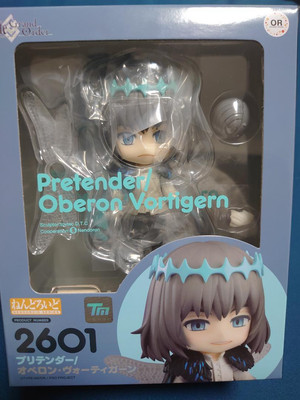 Grand Order
OR
Pretender/
Oberon Vortigern
ねんどろいど
2601
プリテンダー/
オベロン・ヴォーティガーン